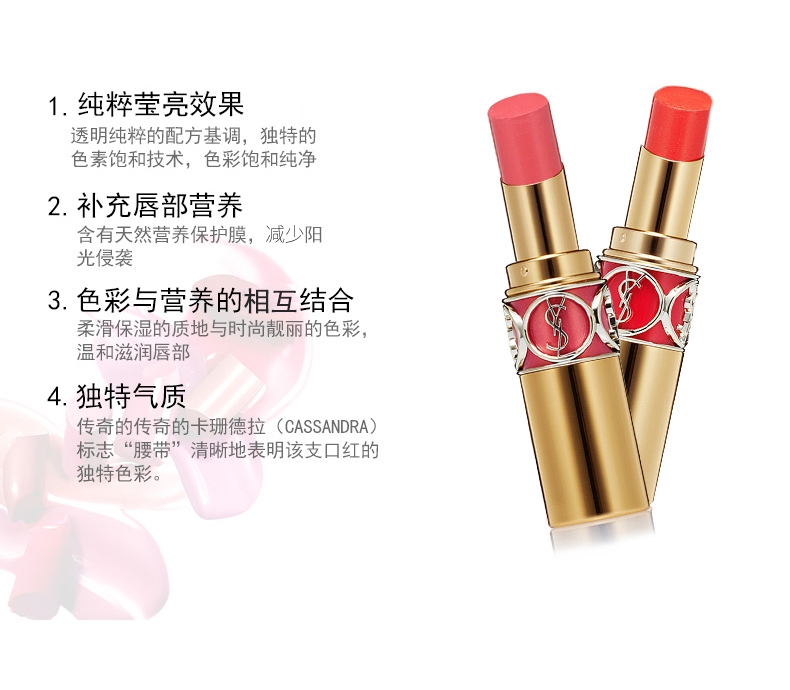 1. 纯粹莹亮效果
透明纯粹的配方基调，独特的
色素饱和技术，色彩饱和纯净
2. 补充唇部营养
含有天然营养保护膜，减少阳
光侵袭
3. 色彩与营养的相互结合
柔滑保湿的质地与时尚靓丽的色彩，
温和滋润唇部
4. 独特气质
传奇的传奇的卡珊德拉（CASSANDRA）
标志“腰带”清晰地表明该支口红的
独特色彩。
YSL
YSL